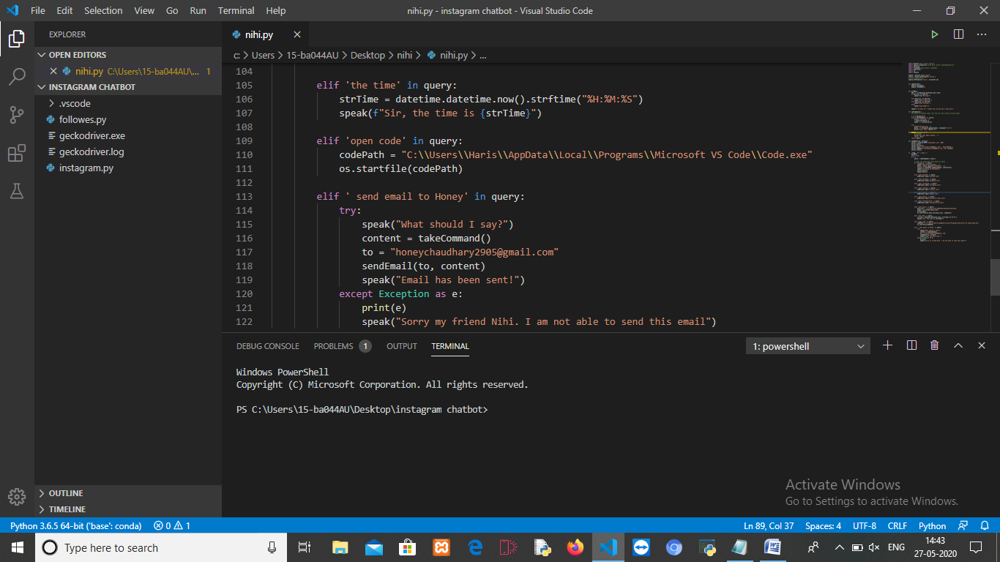 File Edit Selection View Go Run Terminal Help
nihi.py - instagram chatbot - Visual Studio Code
EXPLORER
OPEN EDITORS
nihi.py C:\Users\15-ba044AU\... 1
INSTAGRAM CHATBOT
.vscode
followes.py
geckodriver.exe
geckodriver.log
instagram.py
OUTLINE
TIMELINE
nihi.py
c: > Users > 15-ba044AU > Desktop > nihi > nihi.py > ...
104
105 elif 'the time' in query:
106 strTime = datetime.datetime.now().strftime("%H:%M:%S")
107 speak(f"Sir, the time is {strTime}")
108
109 elif 'open code' in query:
110 codePath = "C:\\Users\\Haris\\AppData\\Local\\Programs\\Microsoft VS Code\\Code.exe"
111 os.startfile(codePath)
112
113 elif ' send email to Honey' in query:
114 try:
115 speak("What should I say?")
116 content = takeCommand()
117 to = "honeychaudhary2905@gmail.com"
118 sendEmail(to, content)
119 speak("Email has been sent!")
120 except Exception as e:
121 print(e)
122 speak("Sorry my friend Nihi. I am not able to send this email")
DEBUG CONSOLE PROBLEMS 1 OUTPUT TERMINAL
1: powershell
Windows PowerShell
Copyright (C) Microsoft Corporation. All rights reserved.
PS C:\Users\15-ba044AU\Desktop\instagram chatbot>
Activate Windows
Go to Settings to activate Windows.
Python 3.6.5 64-bit ('base': conda) 0 1
Ln 89, Col 37 Spaces: 4 UTF-8 CRLF Python
Type here to search
ENG
14:43
27-05-2020